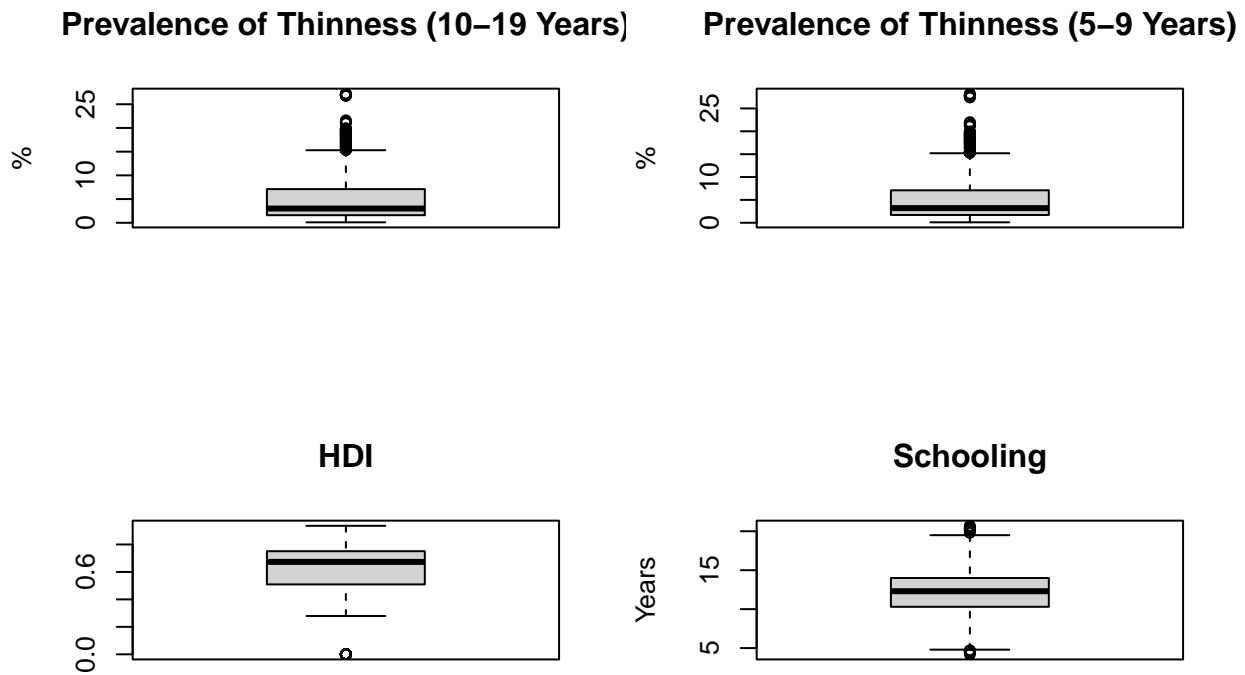 Prevalence of Thinness (10–19 Years)
%
25
10
0
Prevalence of Thinness (5–9 Years)
%
25
10
0
HDI
0.6
0.0
Schooling
Years
15
5